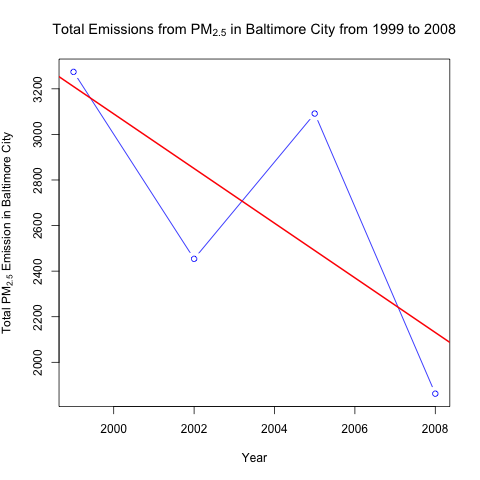 Total Emissions from PM2.5 in Baltimore City from 1999 to 2008
Total PM2.5 Emission in Baltimore City
3200
3000
2800
2600
2400
2200
2000
2000 2002 2004 2006 2008
Year